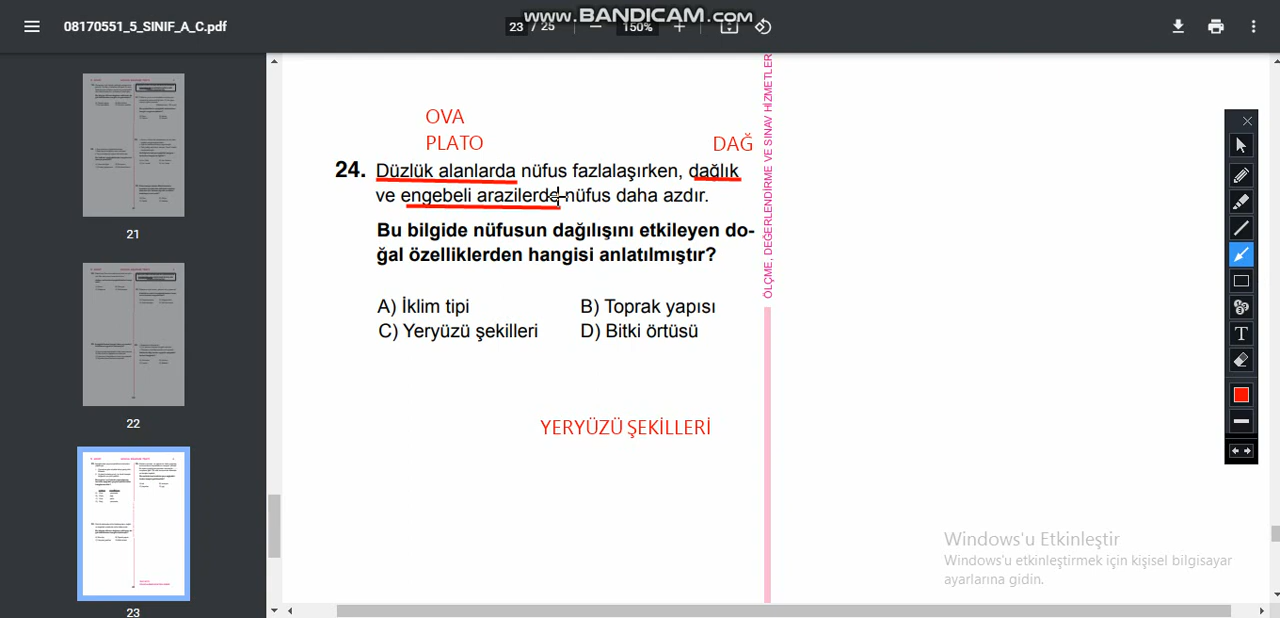 www.BANDICAM.com
08170551_5_SINIF_A_C.pdf
23 / 25
150%
21
22
23
OVA
PLATO
DAĞ
24. Düzlük alanlarda nüfus fazlalaşırken, dağlık
ve engebeli arazilerde nüfus daha azdır.
Bu bilgide nüfusun dağılışını etkileyen do-
ğal özelliklerden hangisi anlatılmıştır?
A) İklim tipi
B) Toprak yapısı
C) Yeryüzü şekilleri
D) Bitki örtüsü
YERYÜZÜ ŞEKİLLERİ
ÖLÇME, DEĞERLENDİRME VE SINAV HİZMETLER
Windows'u Etkinleştir
Windows'u etkinleştirmek için kişisel bilgisayar
ayarlarına gidin.